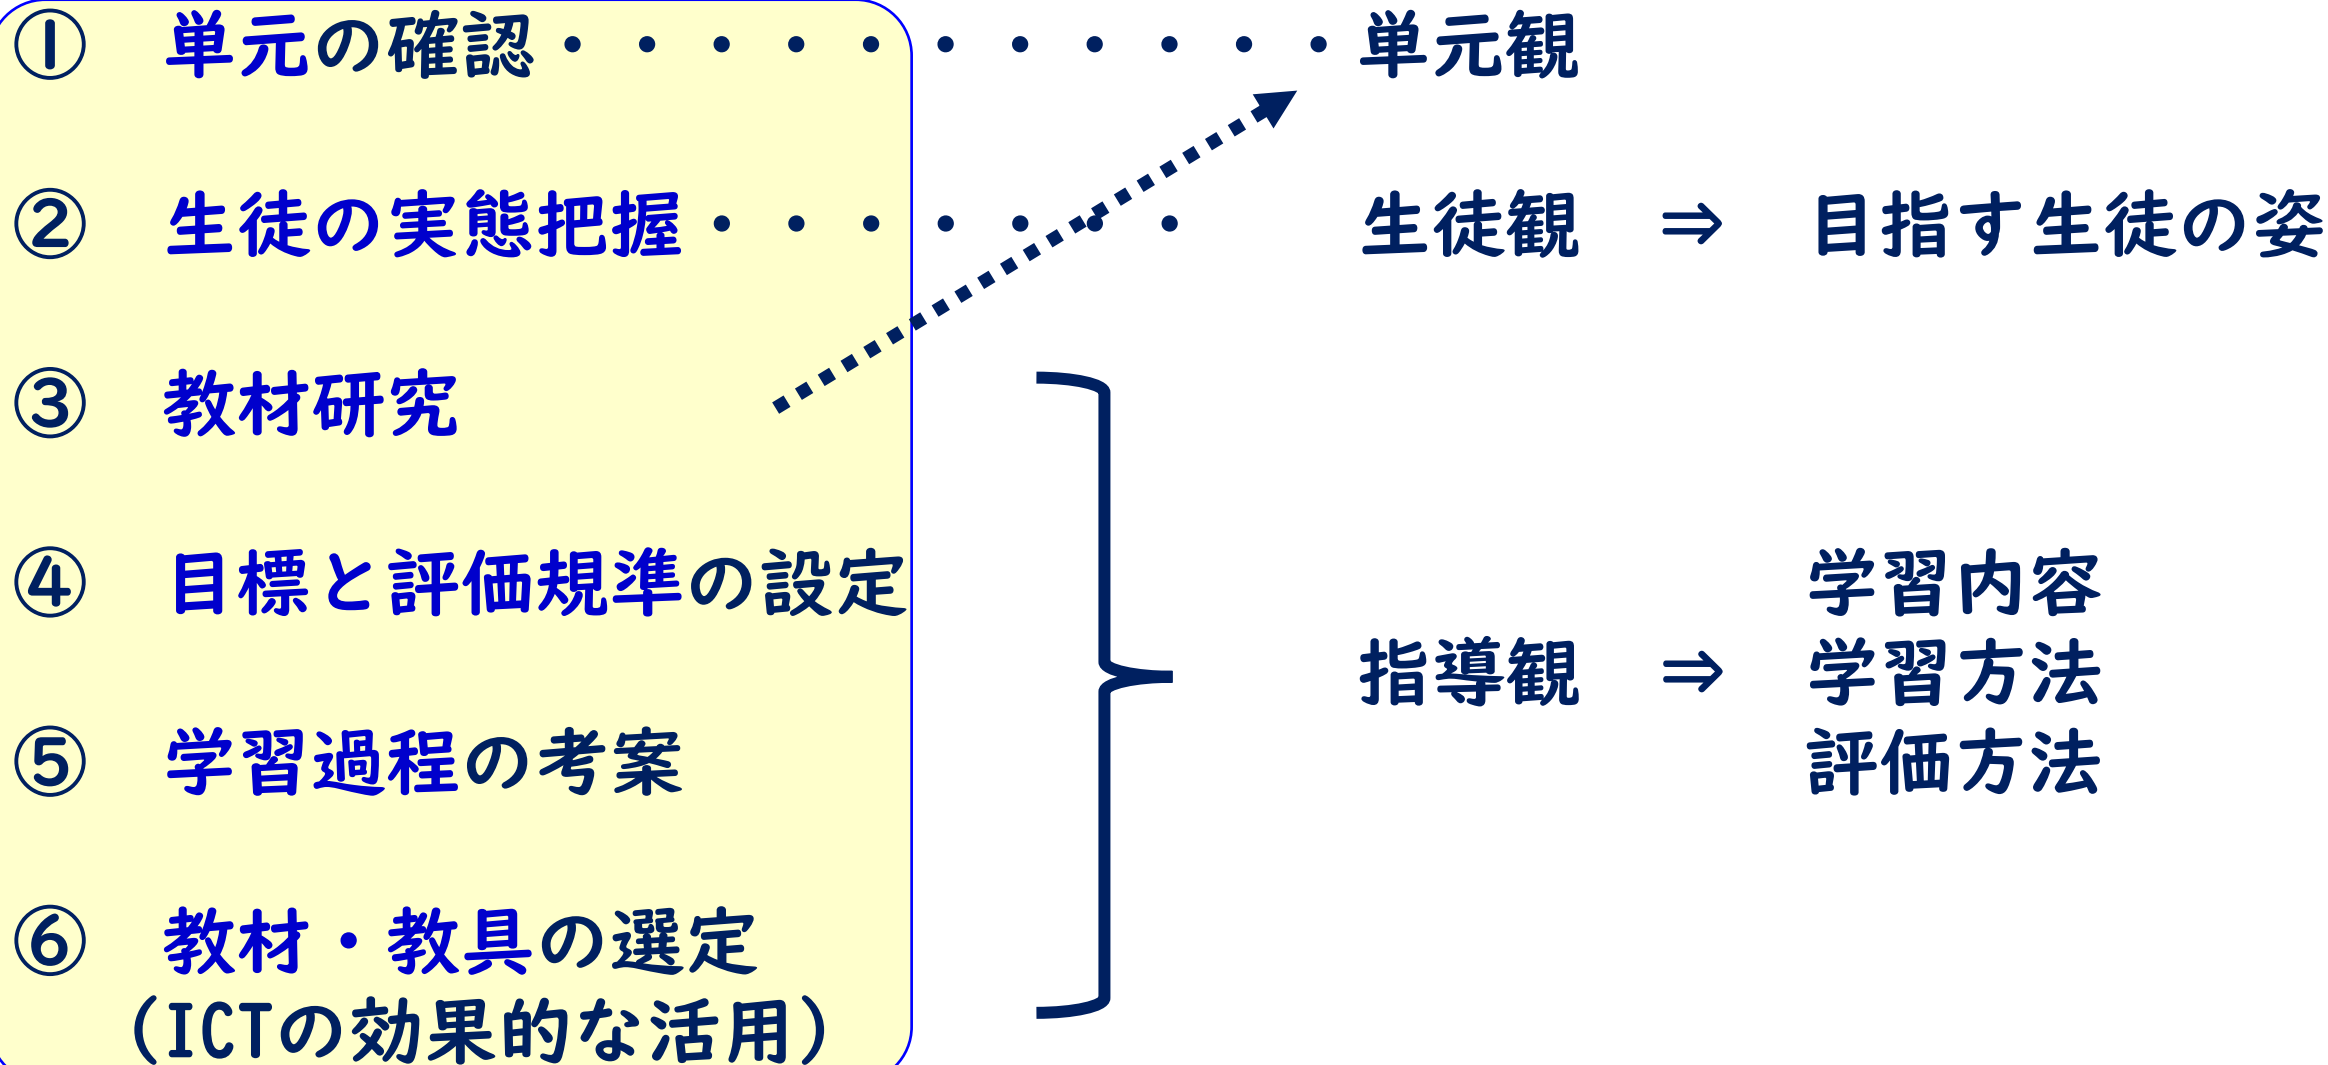 ①　単元の確認・・・・・・・・・・・単元観
②　生徒の実態把握・・・・・・・　　生徒観　⇒　目指す生徒の姿
③　教材研究
④　目標と評価規準の設定　　　学習内容
指導観　⇒　学習方法
⑤　学習過程の考案　　　評価方法
⑥　教材・教具の選定
（ICTの効果的な活用）